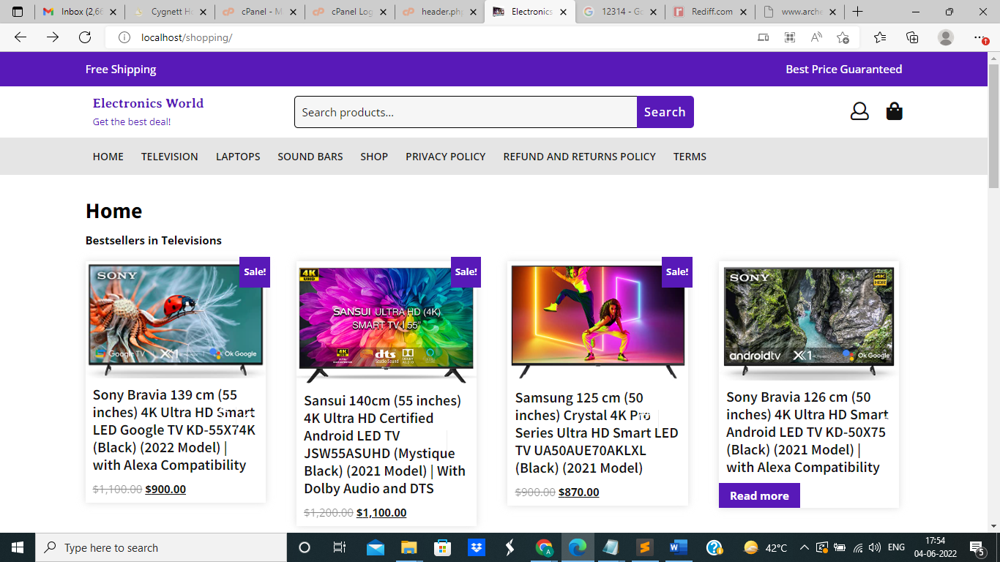 Inbox (2,66
Cygnett Ho
cPanel - M
cPanel Log
header.php
Electronics
12314 - Go
Rediff.com
www.arche
localhost/shopping/
Free Shipping
Best Price Guaranteed
Electronics World
Get the best deal!
Search products...
Search
HOME
TELEVISION
LAPTOPS
SOUND BARS
SHOP
PRIVACY POLICY
REFUND AND RETURNS POLICY
TERMS
Home
Bestsellers in Televisions
Sale!
SONY
Google TV X1 Ok Google
Sony Bravia 139 cm (55
inches) 4K Ultra HD Smart
LED Google TV KD-55X74K
(Black) (2022 Model) |
with Alexa Compatibility
$1,100.00 $900.00
Sale!
4K
UHD
SANSUI ULTRA HD (4K)
SMART TV | 55"
4K dts
Studio Sound
DOLBY
AUDIO
Sansui 140cm (55 inches)
4K Ultra HD Certified
Android LED TV
JSW55ASUHD (Mystique
Black) (2021 Model) | With
Dolby Audio and DTS
$1,200.00 $1,100.00
Sale!
Samsung 125 cm (50
inches) Crystal 4K Pro
Series Ultra HD Smart LED
TV UA50AUE70AKLXL
(Black) (2021 Model)
$900.00 $870.00
SONY
4K
HDR
androidtv X1 Ok Google
Sony Bravia 126 cm (50
inches) 4K Ultra HD Smart
Android LED TV KD-50X75
(Black) (2021 Model) |
with Alexa Compatibility
Read more
Type here to search
42°C
ENG
17:54
04-06-2022
5